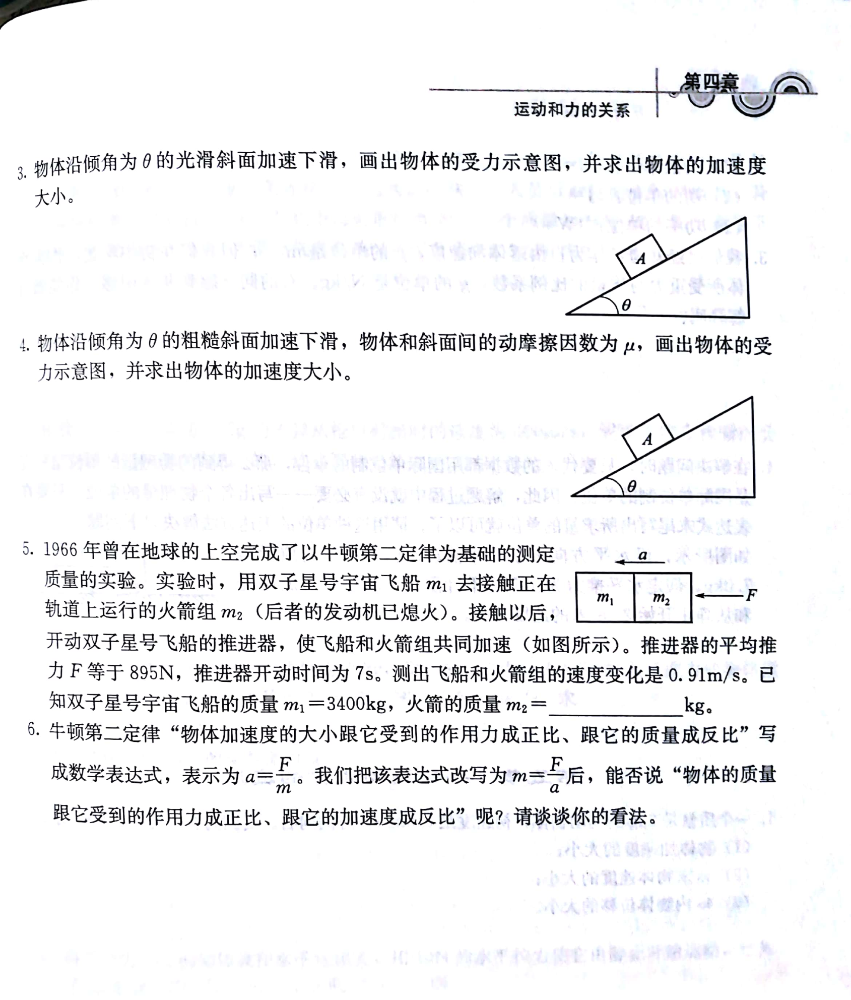 第四章
运动和力的关系
3. 物体沿倾角为 θ 的光滑斜面加速下滑，画出物体的受力示意图，并求出物体的加速度
大小。
A
θ
4. 物体沿倾角为 θ 的粗糙斜面加速下滑，物体和斜面间的动摩擦因数为 μ，画出物体的受
力示意图，并求出物体的加速度大小。
A
θ
5. 1966 年曾在地球的上空完成了以牛顿第二定律为基础的测定
质量的实验。实验时，用双子星号宇宙飞船 m₁ 去接触正在
轨道上运行的火箭组 m₂（后者的发动机已熄火）。接触以后，
a
m₁ m₂ F
开动双子星号飞船的推进器，使飞船和火箭组共同加速（如图所示）。推进器的平均推
力 F 等于 895N，推进器开动时间为 7s。测出飞船和火箭组的速度变化是 0.91m/s。已
知双子星号宇宙飞船的质量 m₁＝3400kg，火箭的质量 m₂＝____________kg。
6. 牛顿第二定律“物体加速度的大小跟它受到的作用力成正比、跟它的质量成反比”写
成数学表达式，表示为 a＝F/m。我们把该表达式改写为 m＝F/a 后，能否说“物体的质量
跟它受到的作用力成正比、跟它的加速度成反比”呢？请谈谈你的看法。